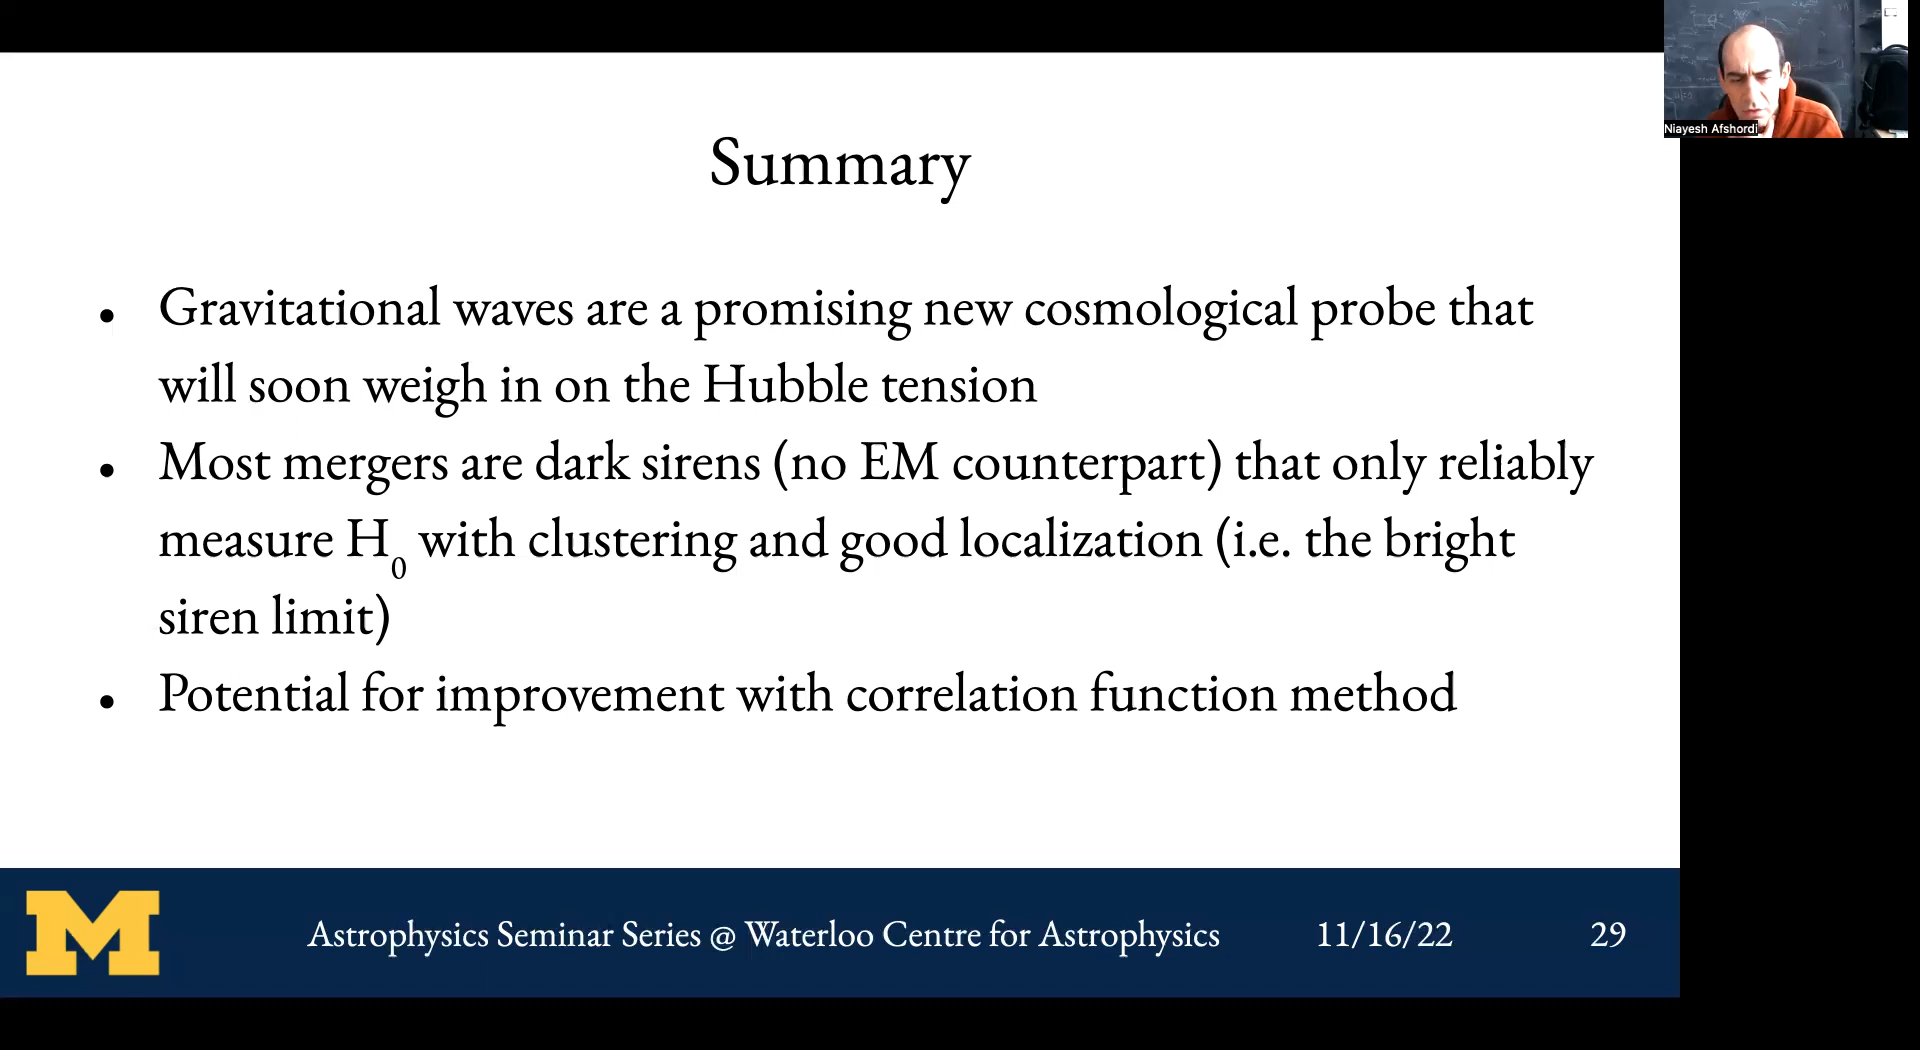 Niayesh Afshordi
Summary
• Gravitational waves are a promising new cosmological probe that
will soon weigh in on the Hubble tension
• Most mergers are dark sirens (no EM counterpart) that only reliably
measure H₀ with clustering and good localization (i.e. the bright
siren limit)
• Potential for improvement with correlation function method
M
Astrophysics Seminar Series @ Waterloo Centre for Astrophysics 11/16/22 29